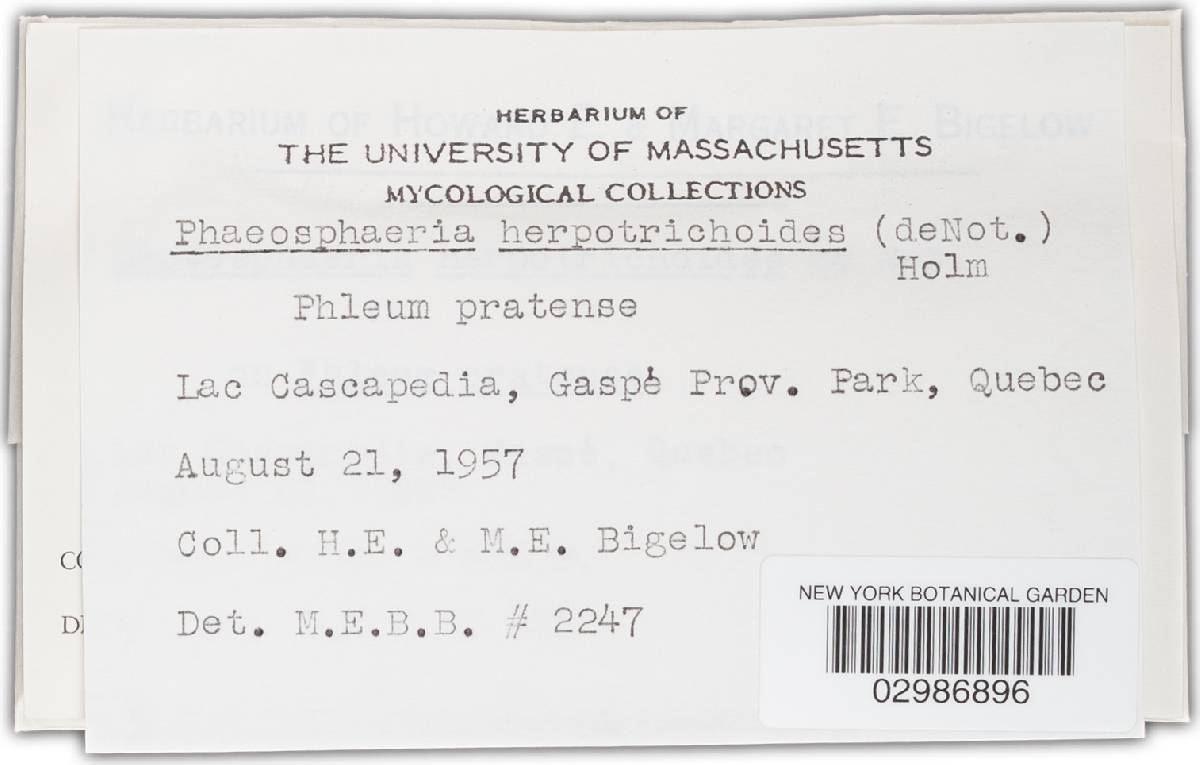 HERBARIUM OF
THE UNIVERSITY OF MASSACHUSETTS
MYCOLOGICAL COLLECTIONS
Phaeosphaeria herpotrichoides (deNot.)
Holm
Phleum pratense
Lac Cascapedia, Gaspé Prov. Park, Quebec
August 21, 1957
Coll. H.E. & M.E. Bigelow
Det. M.E.B.B. # 2247
NEW YORK BOTANICAL GARDEN
02986896